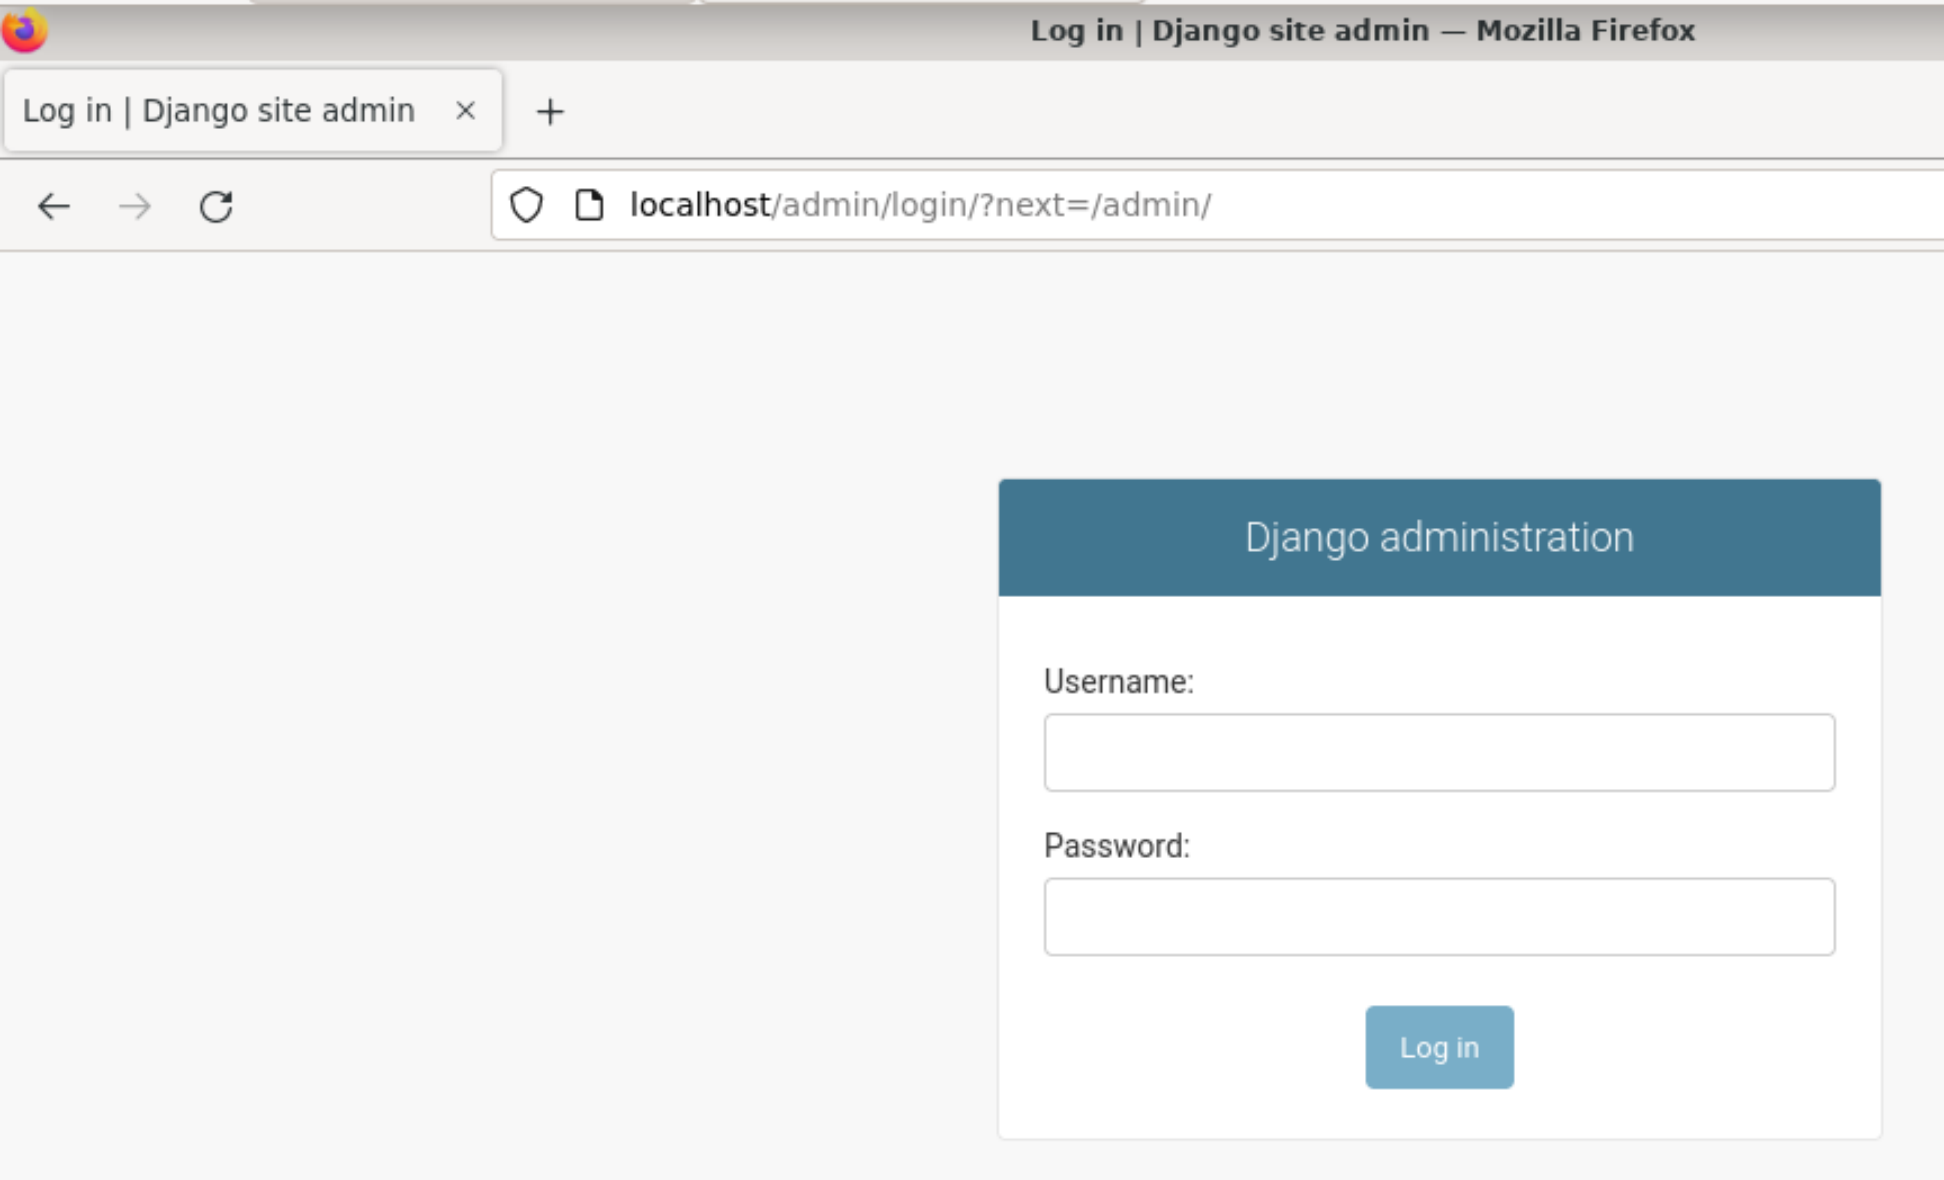 Log in | Django site admin — Mozilla Firefox
Log in | Django site admin
localhost/admin/login/?next=/admin/
Django administration
Username:
Password:
Log in